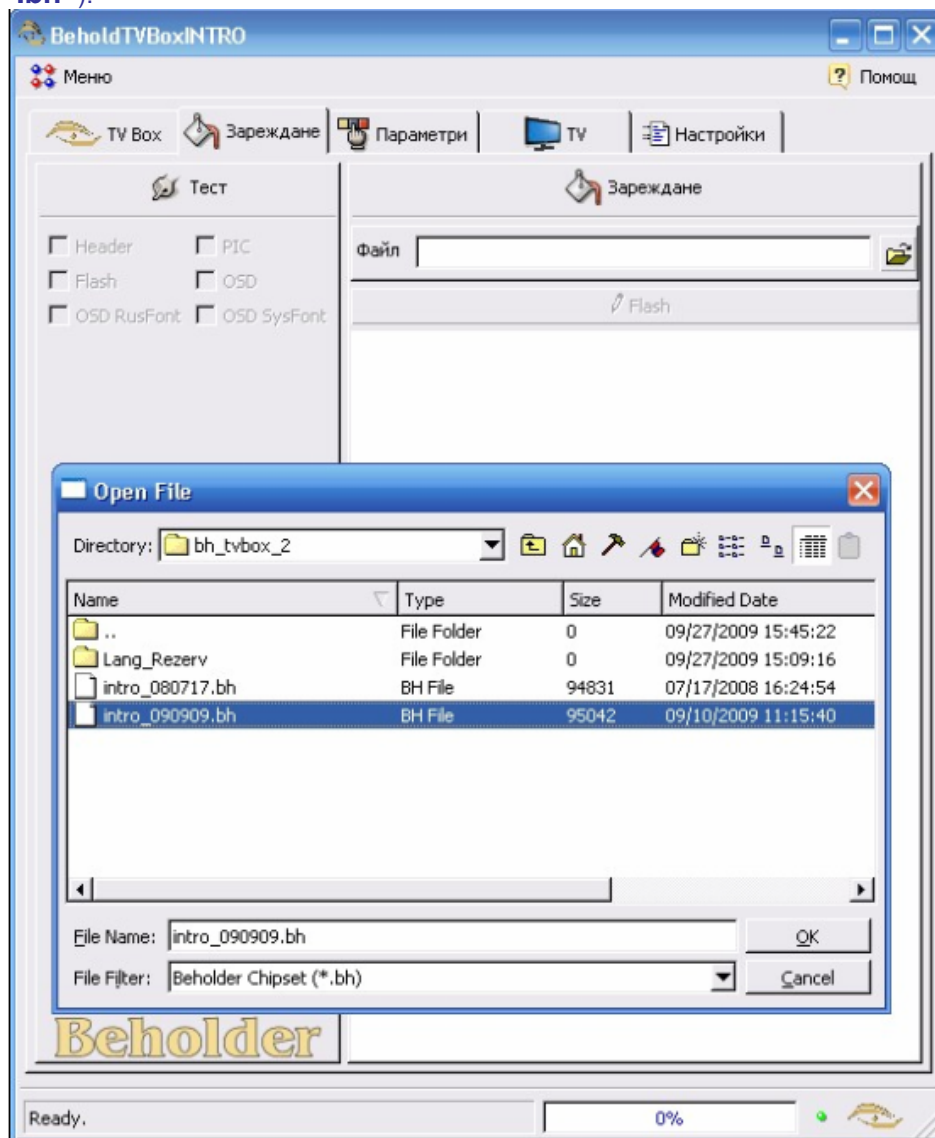 BeholdTVBoxINTRO
Меню ? Помощ
TV Box Зареждане Параметри TV Настройки
Тест Зареждане
Header PIC
Flash OSD
OSD RusFont OSD SysFont
Файл
Flash
Open File
Directory: bh_tvbox_2
Name Type Size Modified Date
.. File Folder 0 09/27/2009 15:45:22
Lang_Rezerv File Folder 0 09/27/2009 15:09:16
intro_080717.bh BH File 94831 07/17/2008 16:24:54
intro_090909.bh BH File 95042 09/10/2009 11:15:40
File Name: intro_090909.bh OK
File Filter: Beholder Chipset (*.bh) Cancel
Beholder
Ready. 0%